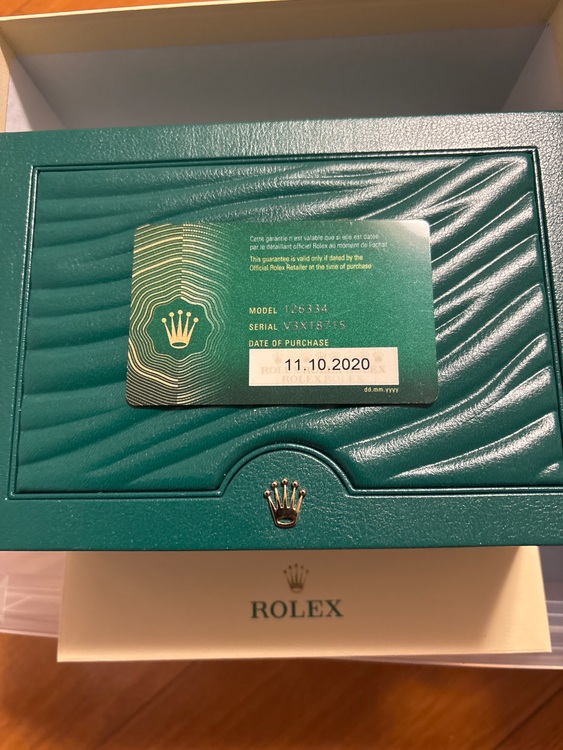 Cette garantie n'est valable que si elle est datée
par le détaillant officiel Rolex au moment de l'achat
This guarantee is valid only if dated by the
Official Rolex Retailer at the time of purchase
MODEL 126334
SERIAL V3X1871S
DATE OF PURCHASE
11.10.2020
dd.mm.yyyy
ROLEX